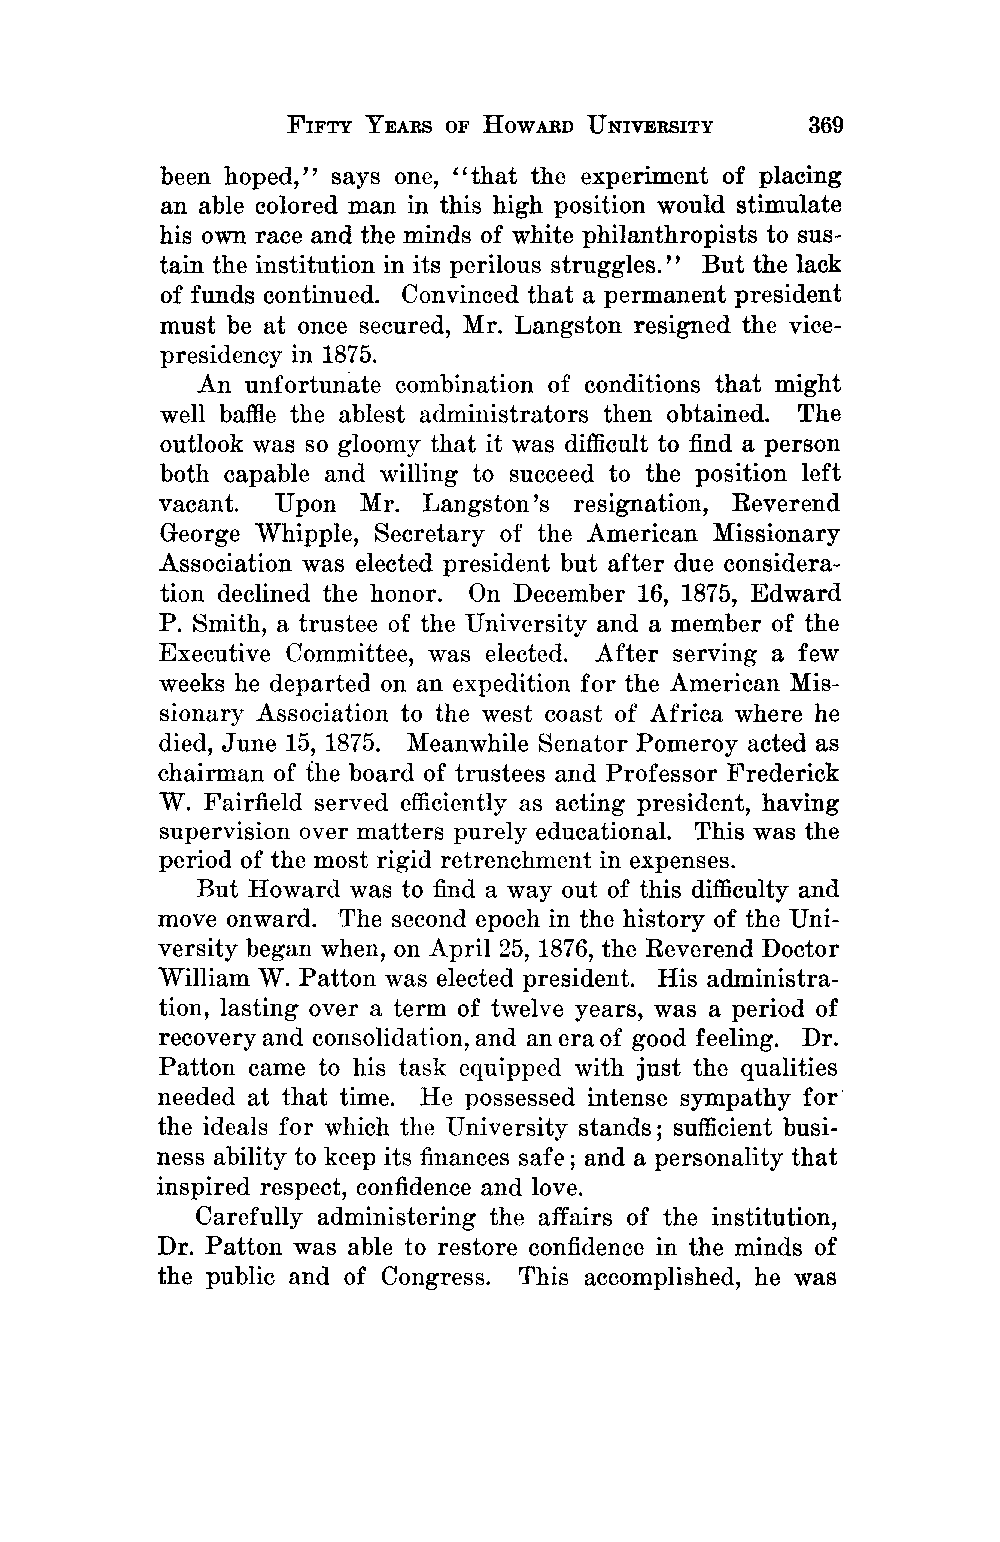 FIFTY YEARS OF HOWARD UNIVERSITY 369
been hoped,'' says one, ''that the experiment of placing
an able colored man in this high position would stimulate
his own race and the minds of white philanthropists to sus-
tain the institution in its perilous struggles.'' But the lack
of funds continued. Convinced that a permanent president
must be at once secured, Mr. Langston resigned the vice-
presidency in 1875.
An unfortunate combination of conditions that might
well baffle the ablest administrators then obtained. The
outlook was so gloomy that it was difficult to find a person
both capable and willing to succeed to the position left
vacant. Upon Mr. Langston's resignation, Reverend
George Whipple, Secretary of the American Missionary
Association was elected president but after due considera-
tion declined the honor. On December 16, 1875, Edward
P. Smith, a trustee of the University and a member of the
Executive Committee, was elected. After serving a few
weeks he departed on an expedition for the American Mis-
sionary Association to the west coast of Africa where he
died, June 15, 1875. Meanwhile Senator Pomeroy acted as
chairman of the board of trustees and Professor Frederick
W. Fairfield served efficiently as acting president, having
supervision over matters purely educational. This was the
period of the most rigid retrenchment in expenses.
But Howard was to find a way out of this difficulty and
move onward. The second epoch in the history of the Uni-
versity began when, on April 25, 1876, the Reverend Doctor
William W. Patton was elected president. His administra-
tion, lasting over a term of twelve years, was a period of
recovery and consolidation, and an era of good feeling. Dr.
Patton came to his task equipped with just the qualities
needed at that time. He possessed intense sympathy for
the ideals for which the University stands; sufficient busi-
ness ability to keep its finances safe; and a personality that
inspired respect, confidence and love.
Carefully administering the affairs of the institution,
Dr. Patton was able to restore confidence in the minds of
the public and of Congress. This accomplished, he was